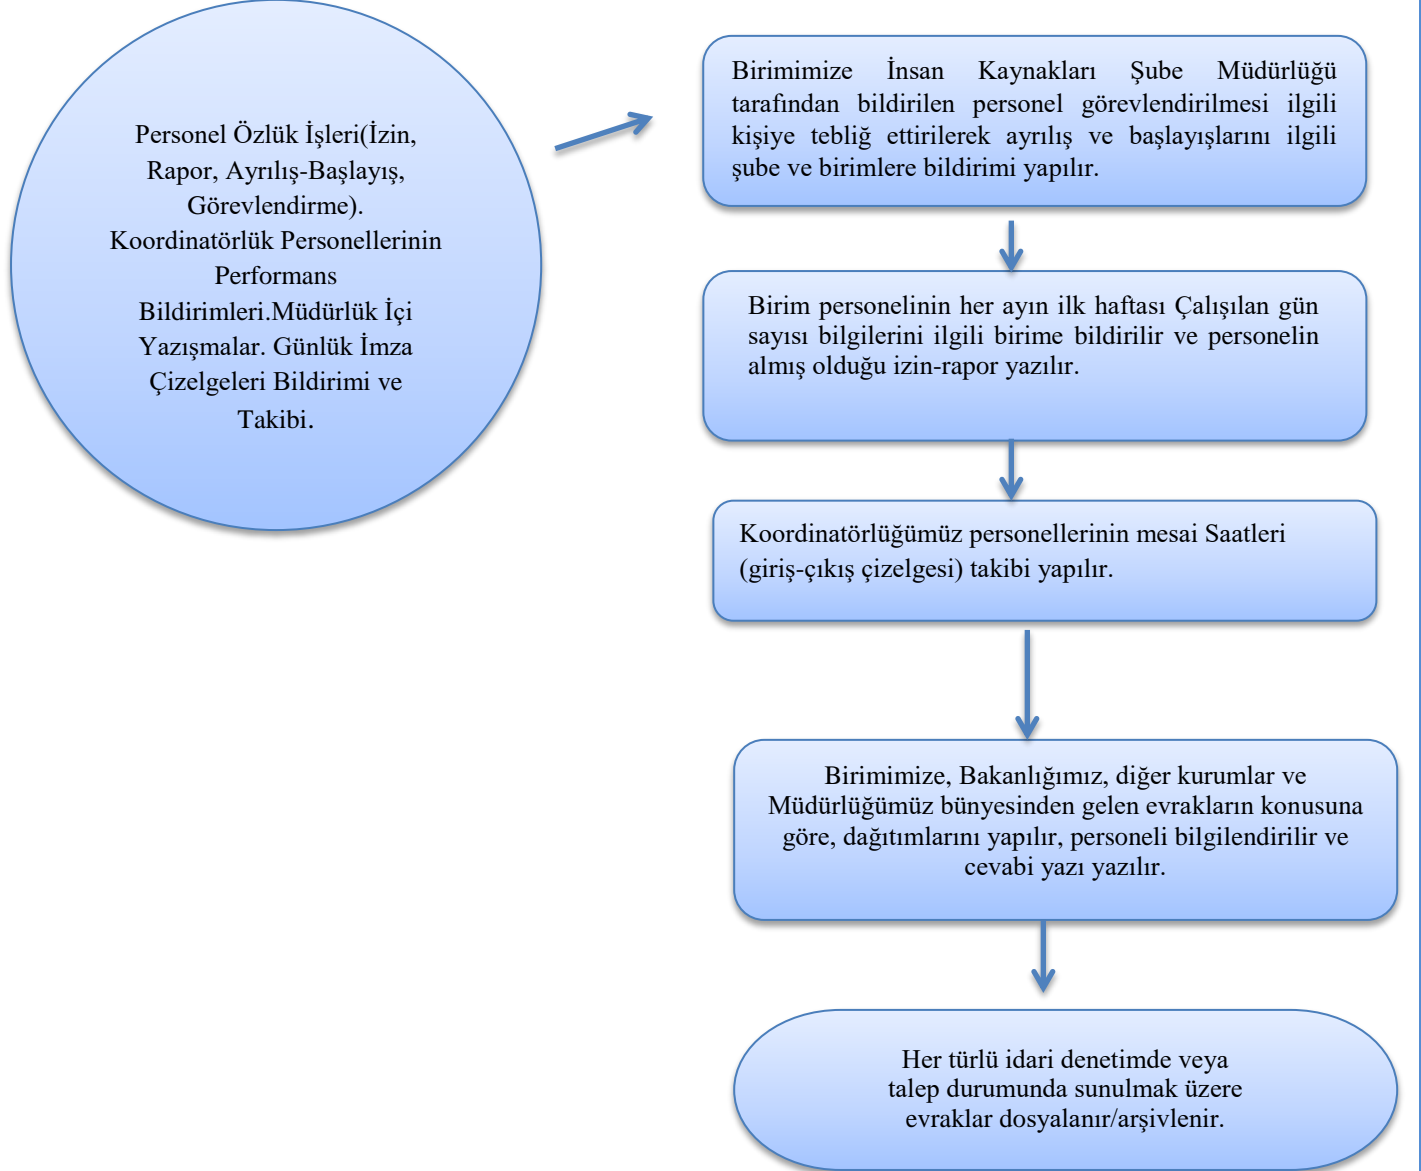 Personel Özlük İşleri(İzin,
Rapor, Ayrılış-Başlayış,
Görevlendirme).
Koordinatörlük Personellerinin
Performans
Bildirimleri.Müdürlük İçi
Yazışmalar. Günlük İmza
Çizelgeleri Bildirimi ve
Takibi.
Birimimize İnsan Kaynakları Şube Müdürlüğü
tarafından bildirilen personel görevlendirilmesi ilgili
kişiye tebliğ ettirilerek ayrılış ve başlayışlarını ilgili
şube ve birimlere bildirimi yapılır.
Birim personelinin her ayın ilk haftası Çalışılan gün
sayısı bilgilerini ilgili birime bildirilir ve personelin
almış olduğu izin-rapor yazılır.
Koordinatörlüğümüz personellerinin mesai Saatleri
(giriş-çıkış çizelgesi) takibi yapılır.
Birimimize, Bakanlığımız, diğer kurumlar ve
Müdürlüğümüz bünyesinden gelen evrakların konusuna
göre, dağıtımlarını yapılır, personeli bilgilendirilir ve
cevabi yazı yazılır.
Her türlü idari denetimde veya
talep durumunda sunulmak üzere
evraklar dosyalanır/arşivlenir.